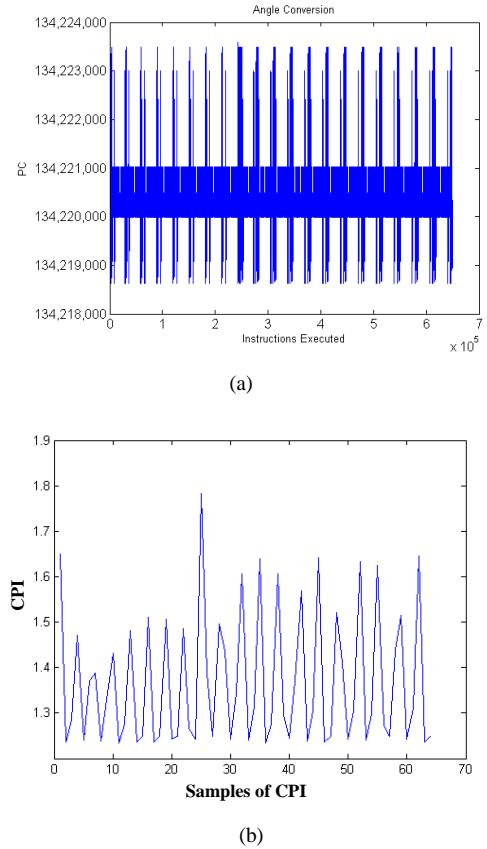 Angle Conversion
134,224,000
134,223,000
134,222,000
134,221,000
134,220,000
134,219,000
134,218,000
PC
0 1 2 3 4 5 6 7
Instructions Executed
x 10^5
(a)
1.9
1.8
1.7
1.6
1.5
1.4
1.3
CPI
0 10 20 30 40 50 60 70
Samples of CPI
(b)